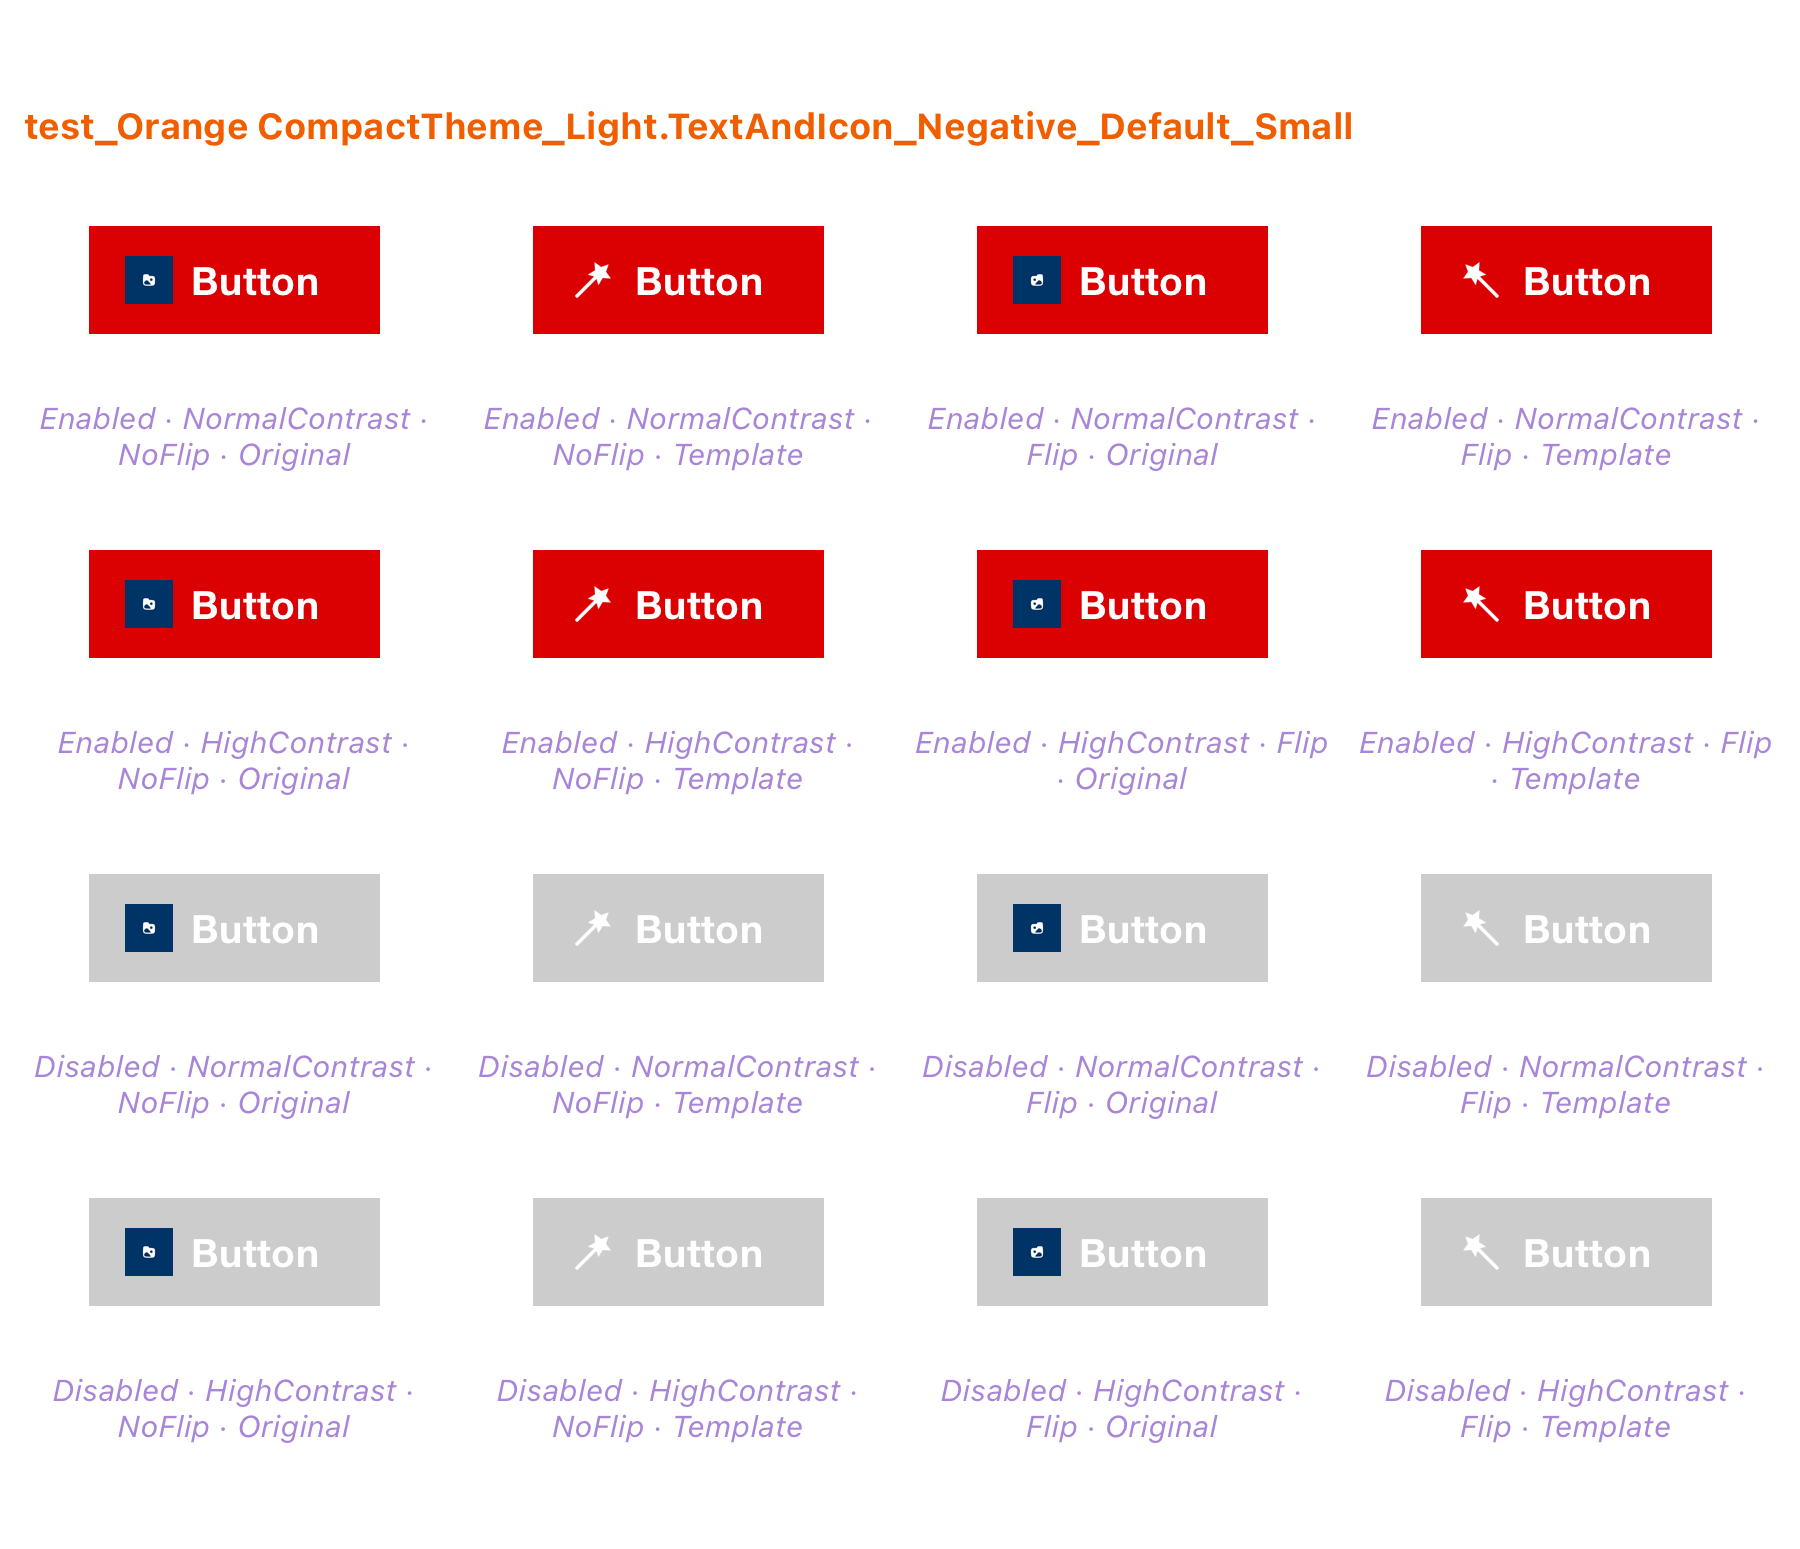 test_Orange CompactTheme_Light.TextAndIcon_Negative_Default_Small
Button Button Button Button
Enabled · NormalContrast · Enabled · NormalContrast · Enabled · NormalContrast · Enabled · NormalContrast ·
NoFlip · Original NoFlip · Template Flip · Original Flip · Template
Button Button Button Button
Enabled · HighContrast · Enabled · HighContrast · Enabled · HighContrast · Flip Enabled · HighContrast · Flip
NoFlip · Original NoFlip · Template · Original · Template
Button Button Button Button
Disabled · NormalContrast · Disabled · NormalContrast · Disabled · NormalContrast · Disabled · NormalContrast ·
NoFlip · Original NoFlip · Template Flip · Original Flip · Template
Button Button Button Button
Disabled · HighContrast · Disabled · HighContrast · Disabled · HighContrast · Disabled · HighContrast ·
NoFlip · Original NoFlip · Template Flip · Original Flip · Template